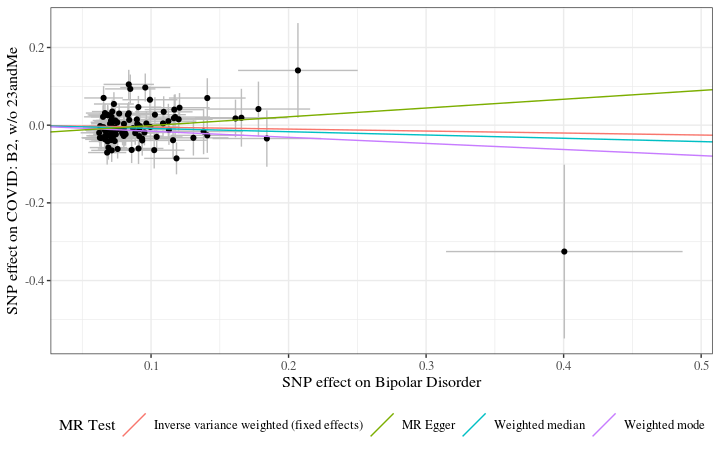 SNP effect on COVID: B2, w/o 23andMe
0.2
0.0
-0.2
-0.4
0.1 0.2 0.3 0.4 0.5
SNP effect on Bipolar Disorder
MR Test Inverse variance weighted (fixed effects) MR Egger Weighted median Weighted mode